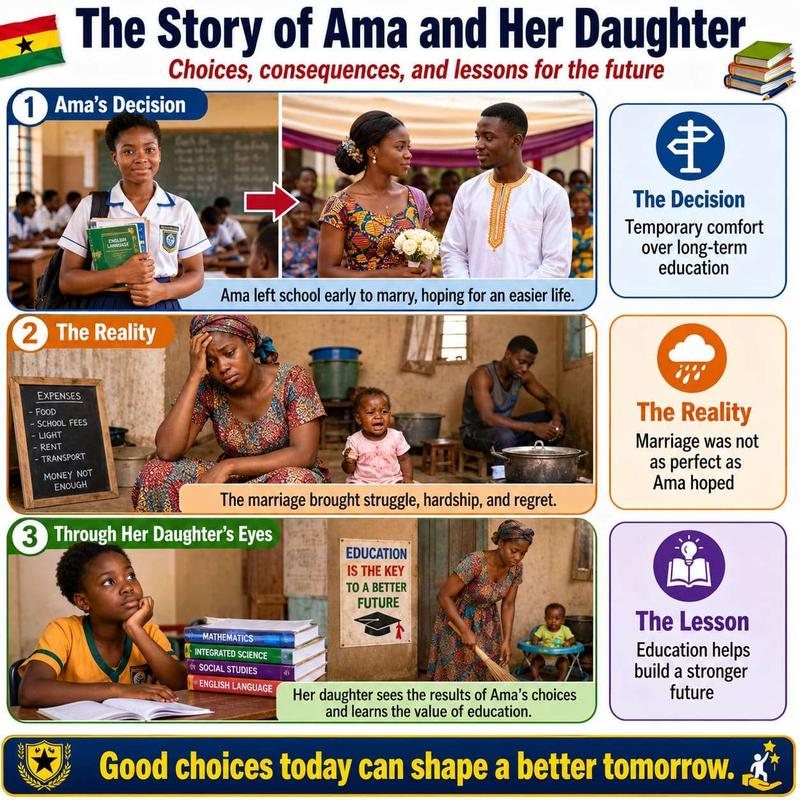 The Story of Ama and Her Daughter
Choices, consequences, and lessons for the future
1 Ama's Decision
ENGLISH
LANGUAGE
Ama left school early to marry, hoping for an easier life.
The Decision
Temporary comfort
over long-term
education
2 The Reality
EXPENSES
- FOOD
- SCHOOL FEES
- LIGHT
- RENT
- TRANSPORT
MONEY NOT
ENOUGH
The marriage brought struggle, hardship, and regret.
The Reality
Marriage was not
as perfect as
Ama hoped
3 Through Her Daughter's Eyes
MATHEMATICS
INTEGRATED SCIENCE
SOCIAL STUDIES
ENGLISH LANGUAGE
EDUCATION
IS THE KEY
TO A BETTER
FUTURE
Her daughter sees the results of Ama's choices
and learns the value of education.
The Lesson
Education helps
build a stronger
future
Good choices today can shape a better tomorrow.